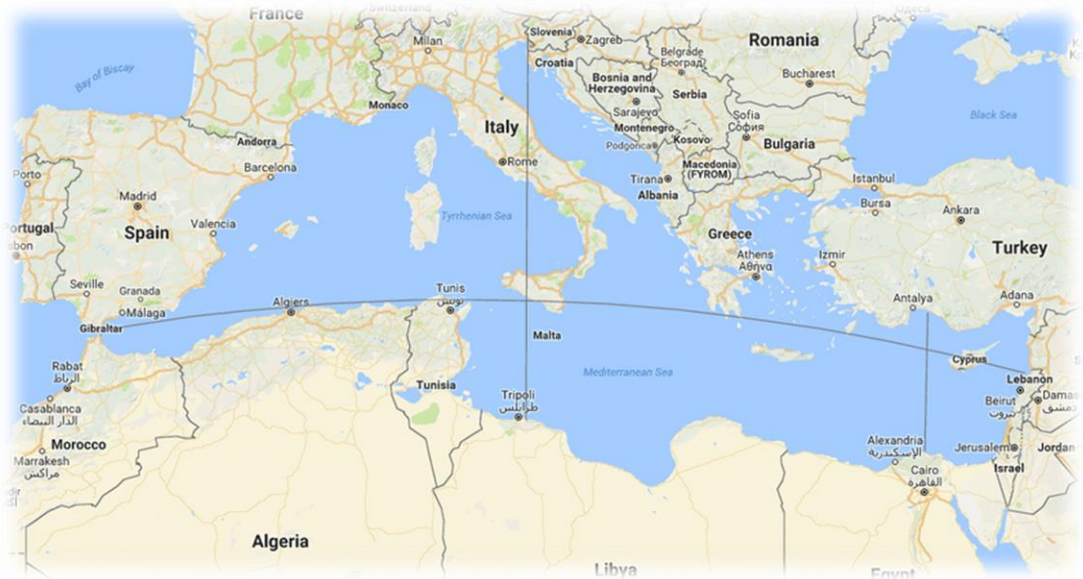 France
Switzerland
Milan
Slovenia
Zagreb
Croatia
Romania
Одеса
Belgrade
Београд
Bucharest
Bay of Biscay
Bosnia and
Herzegovina
Serbia
Monaco
Sarajevo
Black Sea
Sofia
София
Montenegro
Italy
Andorra
Kosovo
Bulgaria
Podgorica
Rome
Barcelona
Macedonia
(FYROM)
Porto
Tirana
Istanbul
Albania
Madrid
Bursa
Ankara
Tyrrhenian Sea
Valencia
Portugal
Spain
Greece
Turkey
Athens
Αθήνα
Izmir
Seville
Granada
Tunis
تونس
Antalya
Adana
Algiers
Málaga
Gibraltar
Malta
Cyprus
Rabat
الرباط
Mediterranean Sea
Tunisia
Lebanon
Tripoli
طرابلس
Beirut
بيروت
Damas
دمشق
Casablanca
الدار البيضاء
Morocco
Alexandria
الإسكندرية
Jerusalem
Jordan
Marrakesh
مراكش
Israel
Cairo
القاهرة
Algeria
Libya
Egypt